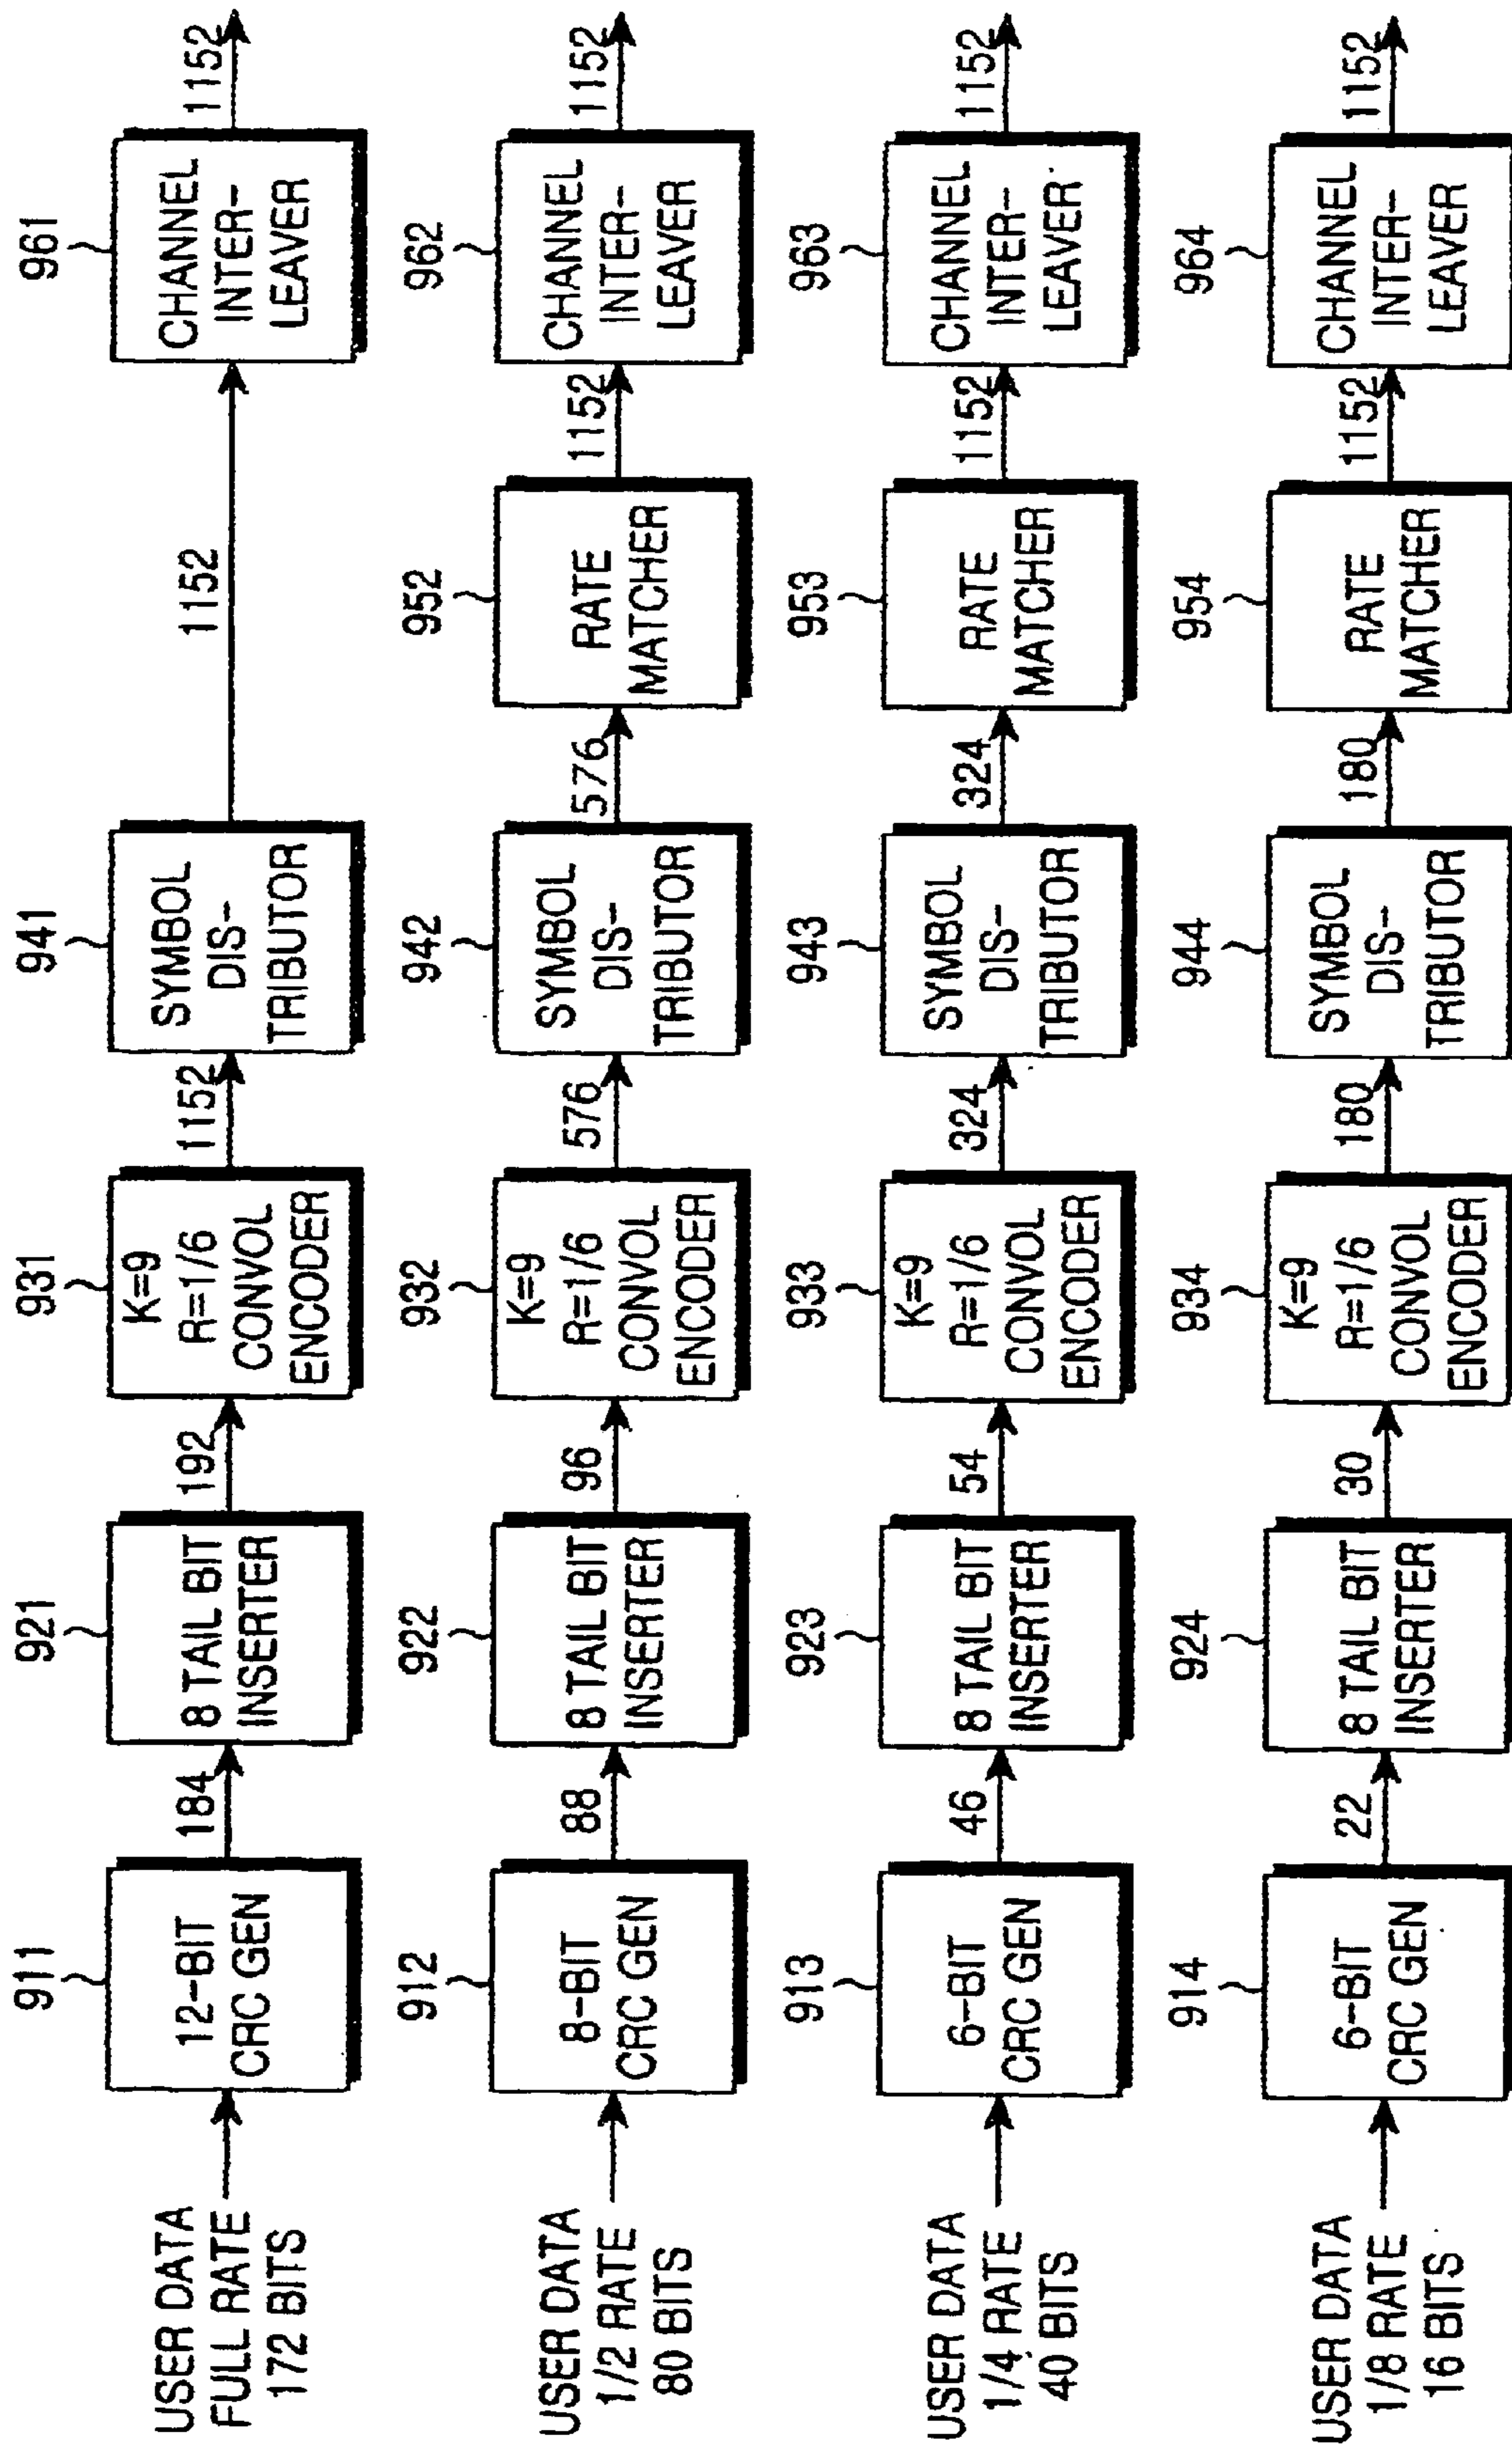 USER DATA
FULL RATE
172 BITS
911
12-BIT
CRC GEN
184
921
8 TAIL BIT
INSERTER
192
931
K=9
R=1/6
CONVOL
ENCODER
1152
941
SYMBOL
DIS-
TRIBUTOR
1152
961
CHANNEL
INTER-
LEAVER
1152
USER DATA
1/2 RATE
80 BITS
912
8-BIT
CRC GEN
88
922
8 TAIL BIT
INSERTER
96
932
K=9
R=1/6
CONVOL
ENCODER
576
942
SYMBOL
DIS-
TRIBUTOR
576
952
RATE
MATCHER
1152
962
CHANNEL
INTER-
LEAVER
1152
USER DATA
1/4 RATE
40 BITS
913
6-BIT
CRC GEN
46
923
8 TAIL BIT
INSERTER
54
933
K=9
R=1/6
CONVOL
ENCODER
324
943
SYMBOL
DIS-
TRIBUTOR
324
953
RATE
MATCHER
1152
963
CHANNEL
INTER-
LEAVER
1152
USER DATA
1/8 RATE
16 BITS
914
6-BIT
CRC GEN
22
924
8 TAIL BIT
INSERTER
30
934
K=9
R=1/6
CONVOL
ENCODER
180
944
SYMBOL
DIS-
TRIBUTOR
180
954
RATE
MATCHER
1152
964
CHANNEL
INTER-
LEAVER
1152